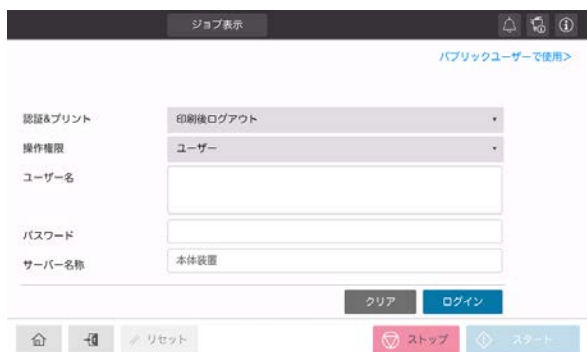 ジョブ表示
パブリックユーザーで使用>
認証&プリント 印刷後ログアウト
操作権限 ユーザー
ユーザー名
パスワード
サーバー名称 本体装置
クリア ログイン
リセット ストップ スタート